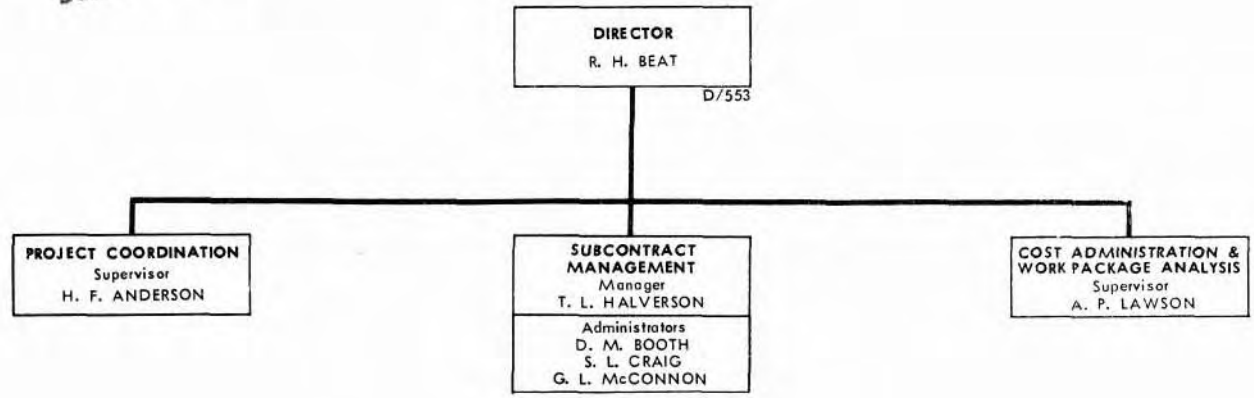 DIRECTOR
R. H. BEAT
D/553
PROJECT COORDINATION
Supervisor
H. F. ANDERSON
SUBCONTRACT
MANAGEMENT
Manager
T. L. HALVERSON
Administrators
D. M. BOOTH
S. L. CRAIG
G. L. McCONNON
COST ADMINISTRATION &
WORK PACKAGE ANALYSIS
Supervisor
A. P. LAWSON